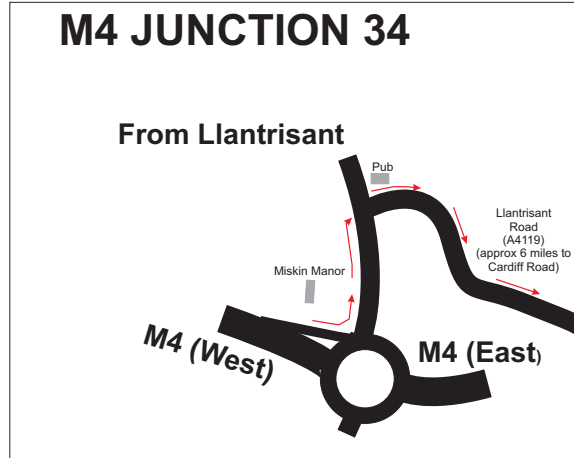 M4 JUNCTION 34
From Llantrisant
Pub
Llantrisant
Road
(A4119)
(approx 6 miles to
Cardiff Road)
Miskin Manor
M4 (West)
M4 (East)